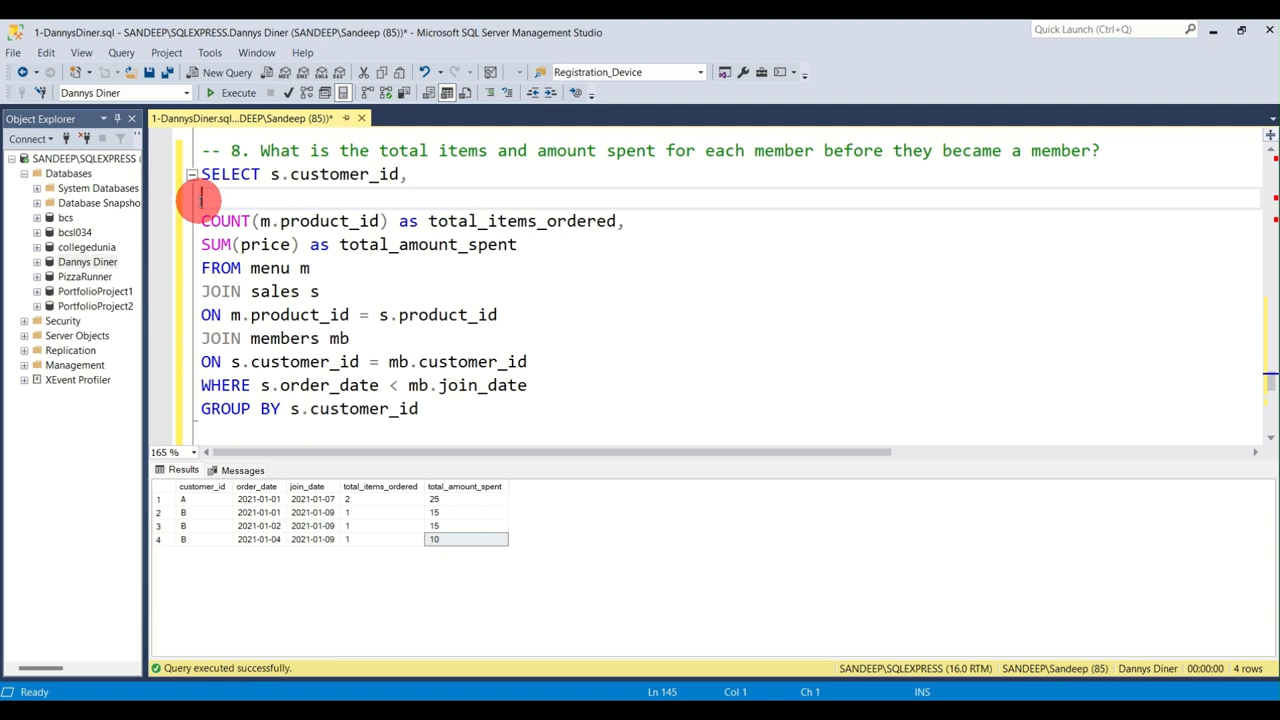 1-DannysDiner.sql - SANDEEP\SQLEXPRESS.Dannys Diner (SANDEEP\Sandeep (85))* - Microsoft SQL Server Management Studio
Quick Launch (Ctrl+Q)
File Edit View Query Project Tools Window Help
New Query
Registration_Device
Dannys Diner
Execute
Object Explorer
1-DannysDiner.sql...DEEP\Sandeep (85))*
Connect
SANDEEP\SQLEXPRESS (
Databases
System Databases
Database Snapsho
bcs
bcsl034
collegedunia
Dannys Diner
PizzaRunner
PortfolioProject1
PortfolioProject2
Security
Server Objects
Replication
Management
XEvent Profiler
-- 8. What is the total items and amount spent for each member before they became a member?
SELECT s.customer_id,
COUNT(m.product_id) as total_items_ordered,
SUM(price) as total_amount_spent
FROM menu m
JOIN sales s
ON m.product_id = s.product_id
JOIN members mb
ON s.customer_id = mb.customer_id
WHERE s.order_date < mb.join_date
GROUP BY s.customer_id
165 %
Results Messages
customer_id order_date join_date total_items_ordered total_amount_spent
1 A 2021-01-01 2021-01-07 2 25
2 B 2021-01-01 2021-01-09 1 15
3 B 2021-01-02 2021-01-09 1 15
4 B 2021-01-04 2021-01-09 1 10
Query executed successfully.
SANDEEP\SQLEXPRESS (16.0 RTM) SANDEEP\Sandeep (85) Dannys Diner 00:00:00 4 rows
Ready
Ln 145 Col 1 Ch 1 INS